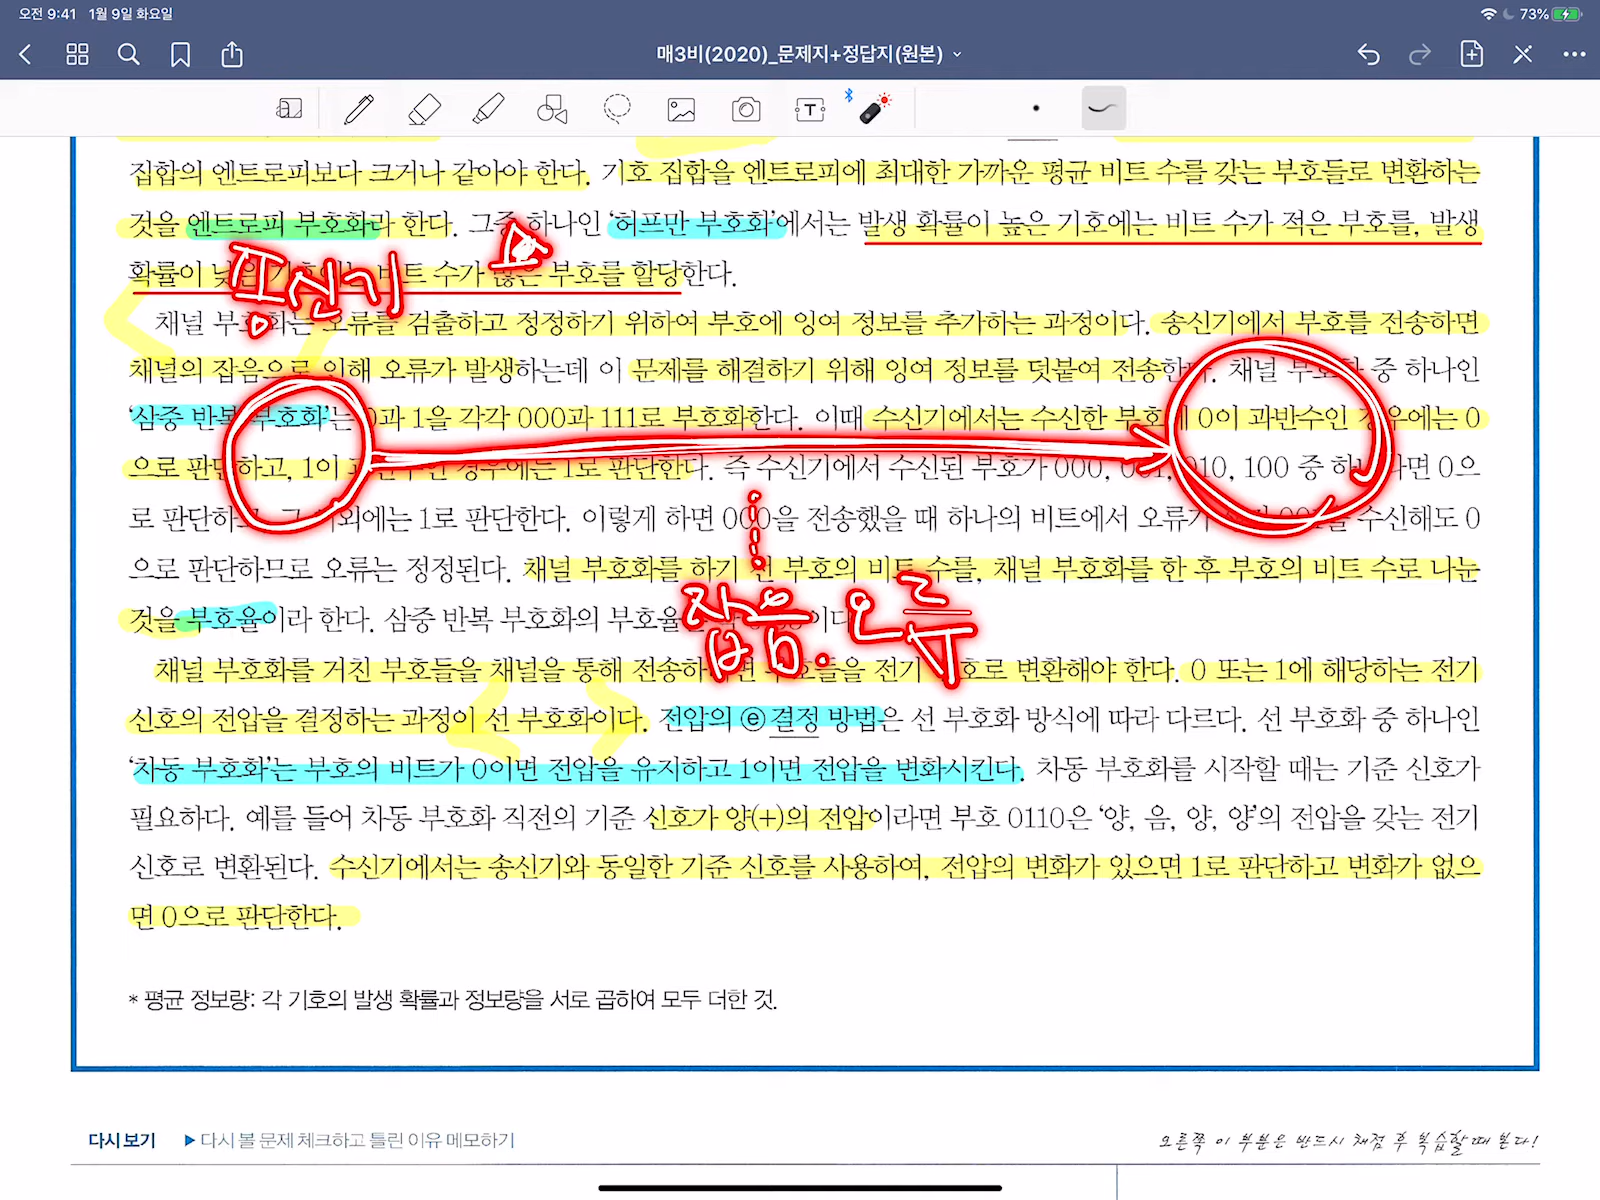 오전 9:41 1월 9일 화요일
73%
매3비(2020)_문제지+정답지(원본)
집합의 엔트로피보다 크거나 같아야 한다. 기호 집합을 엔트로피에 최대한 가까운 평균 비트 수를 갖는 부호들로 변환하는
것을 엔트로피 부호화라 한다. 그중 하나인 ‘허프만 부호화’에서는 발생 확률이 높은 기호에는 비트 수가 적은 부호를, 발생
확률이 낮은 기호에는 비트 수가 많은 부호를 할당한다.
송신기
채널 부호화는 오류를 검출하고 정정하기 위하여 부호에 잉여 정보를 추가하는 과정이다. 송신기에서 부호를 전송하면
채널의 잡음으로 인해 오류가 발생하는데 이 문제를 해결하기 위해 잉여 정보를 덧붙여 전송한다. 채널 부호화 중 하나인
‘삼중 반복 부호화’는 0과 1을 각각 000과 111로 부호화한다. 이때 수신기에서는 수신한 부호에 0이 과반수인 경우에는 0
으로 판단하고, 1이 과반수인 경우에는 1로 판단한다. 즉 수신기에서 수신된 부호가 000, 001, 010, 100 중 하나라면 0으
로 판단하고, 그 이외에는 1로 판단한다. 이렇게 하면 000을 전송했을 때 하나의 비트에서 오류가 001을 수신해도 0
으로 판단하므로 오류는 정정된다. 채널 부호화를 하기 전 부호의 비트 수를, 채널 부호화를 한 후 부호의 비트 수로 나눈
것을 부호율이라 한다. 삼중 반복 부호화의 부호율은 이다
잡음. 오류
채널 부호화를 거친 부호들을 채널을 통해 전송하려면 부호들을 전기 신호로 변환해야 한다. 0 또는 1에 해당하는 전기
신호의 전압을 결정하는 과정이 선 부호화이다. 전압의 ⓔ결정 방법은 선 부호화 방식에 따라 다르다. 선 부호화 중 하나인
‘차동 부호화’는 부호의 비트가 0이면 전압을 유지하고 1이면 전압을 변화시킨다. 차동 부호화를 시작할 때는 기준 신호가
필요하다. 예를 들어 차동 부호화 직전의 기준 신호가 양(+)의 전압이라면 부호 0110은 ‘양, 음, 양, 양’의 전압을 갖는 전기
신호로 변환된다. 수신기에서는 송신기와 동일한 기준 신호를 사용하여, 전압의 변화가 있으면 1로 판단하고 변화가 없으
면 0으로 판단한다.
* 평균 정보량: 각 기호의 발생 확률과 정보량을 서로 곱하여 모두 더한 것.
다시 보기 ▶ 다시 볼 문제 체크하고 틀린 이유 메모하기
오른쪽 이 부분은 반드시 채점 후 복습할 때 본다!